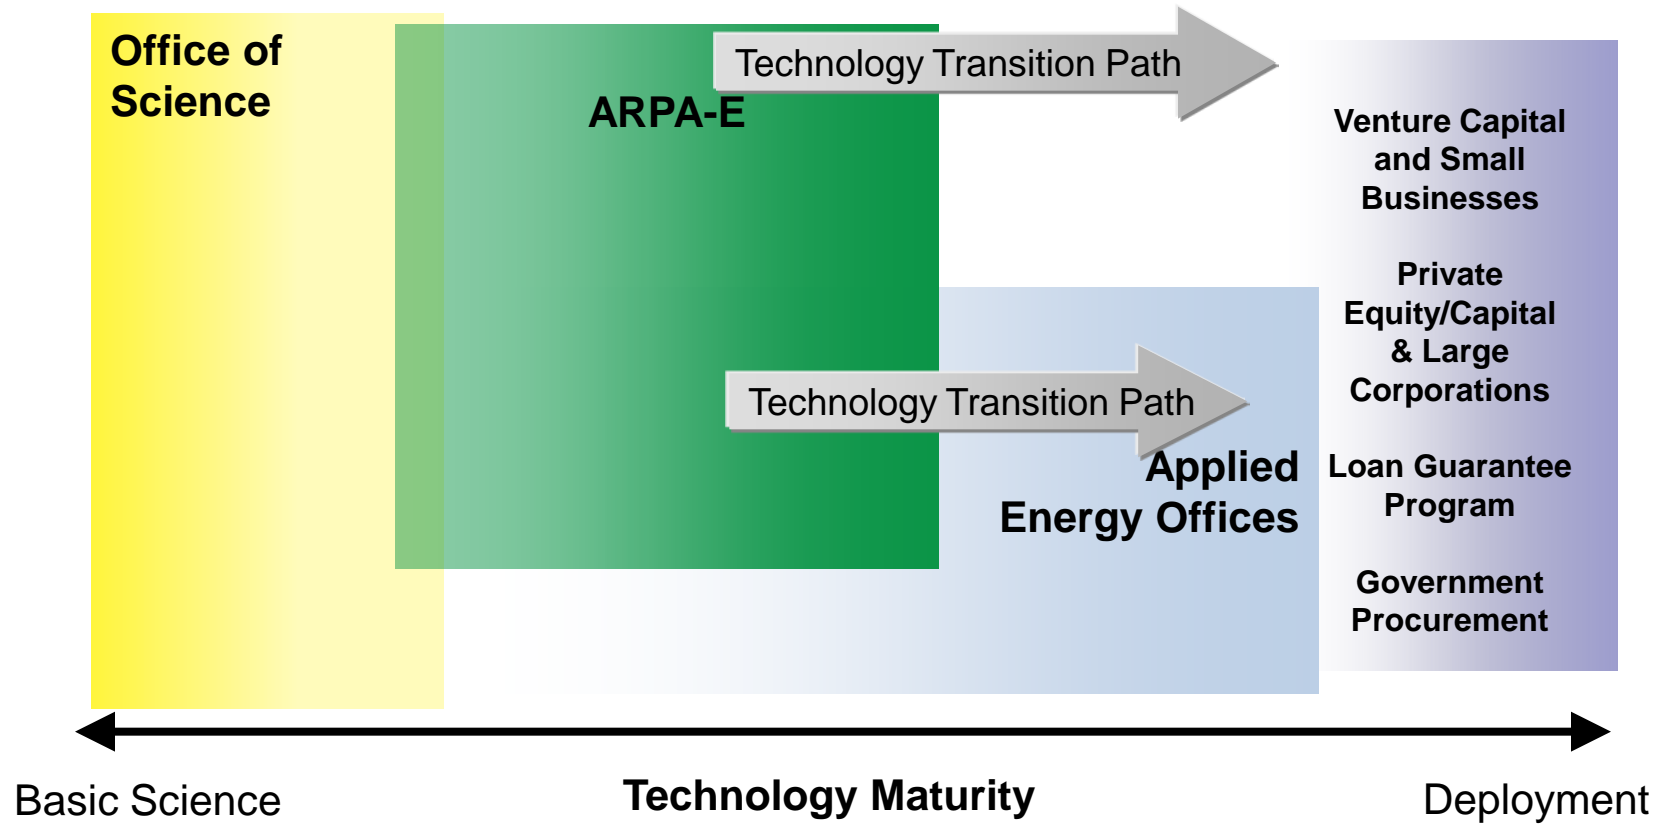 Office of
Science
ARPA-E
Technology Transition Path
Technology Transition Path
Applied
Energy Offices
Venture Capital
and Small
Businesses
Private
Equity/Capital
& Large
Corporations
Loan Guarantee
Program
Government
Procurement
Basic Science
Technology Maturity
Deployment